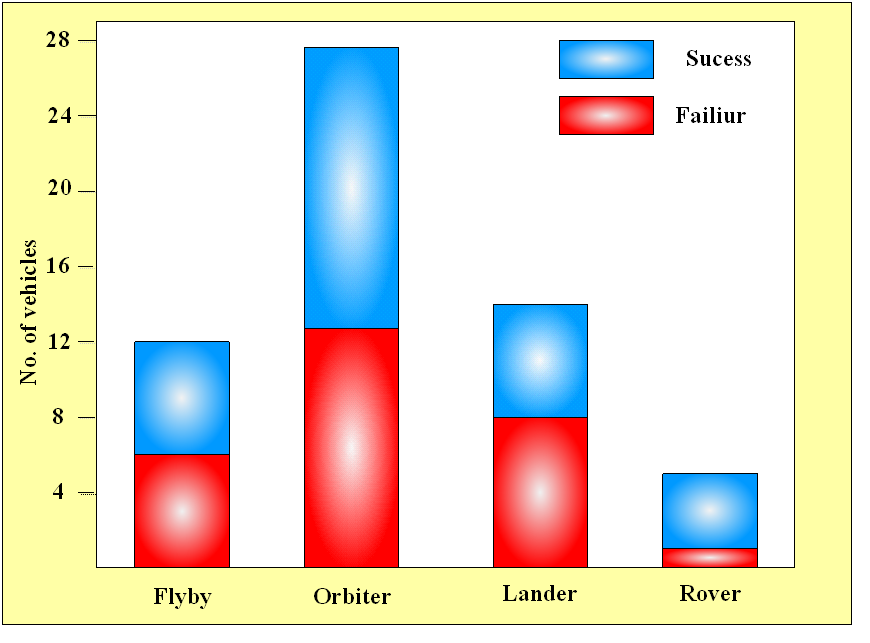 28
24
20
16
12
8
4
No. of vehicles
Sucess
Failiur
Flyby
Orbiter
Lander
Rover